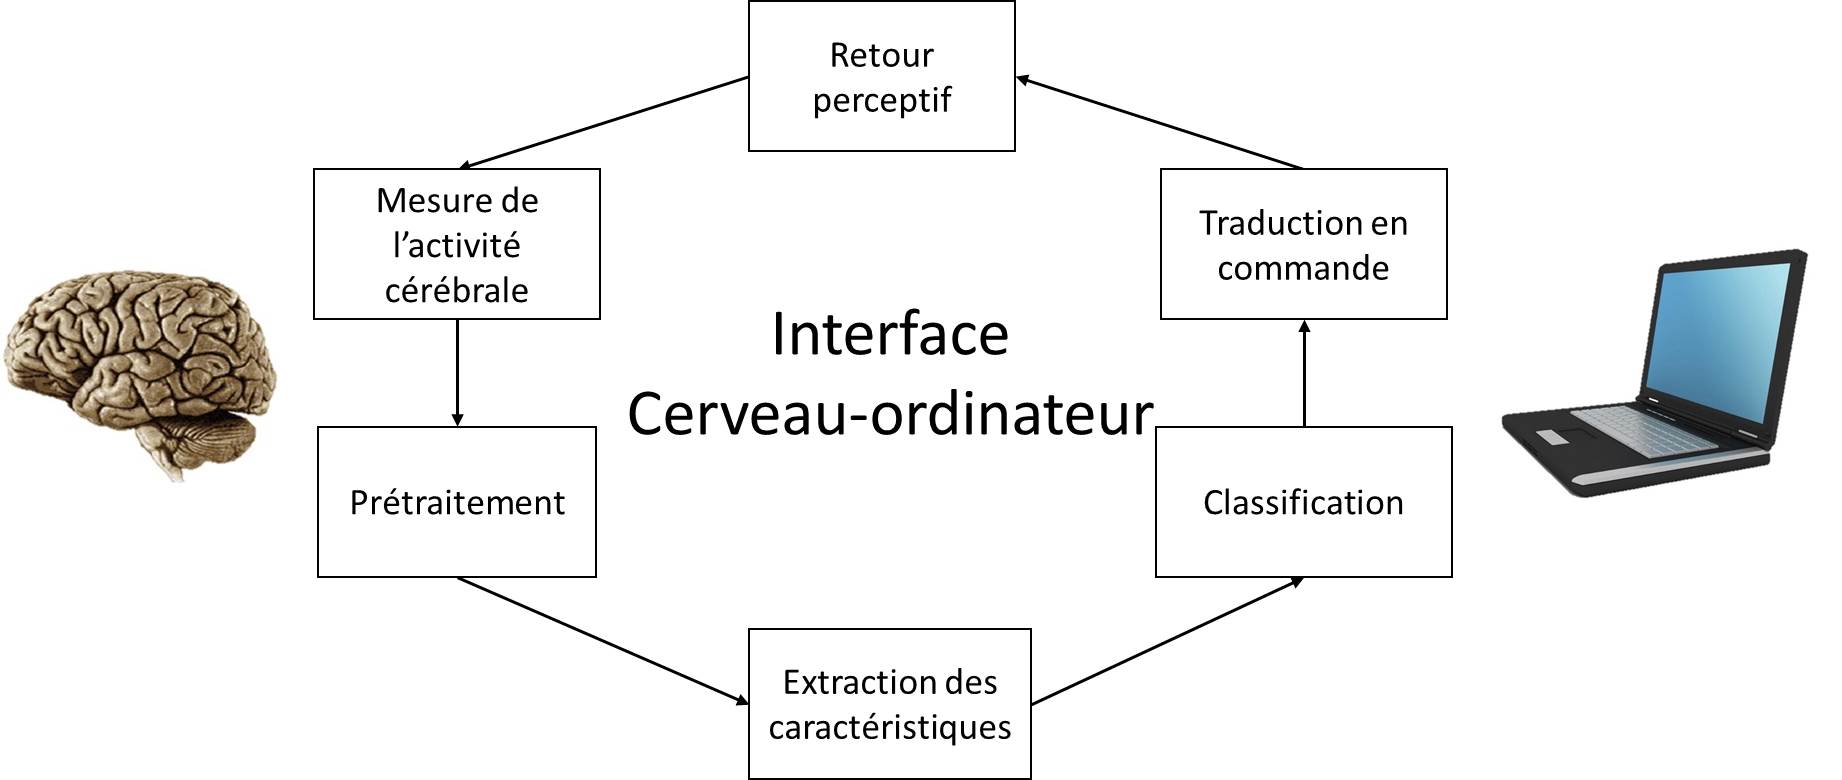 Retour
perceptif
Mesure de
l’activité
cérébrale
Traduction en
commande
Interface
Cerveau-ordinateur
Prétraitement
Classification
Extraction des
caractéristiques